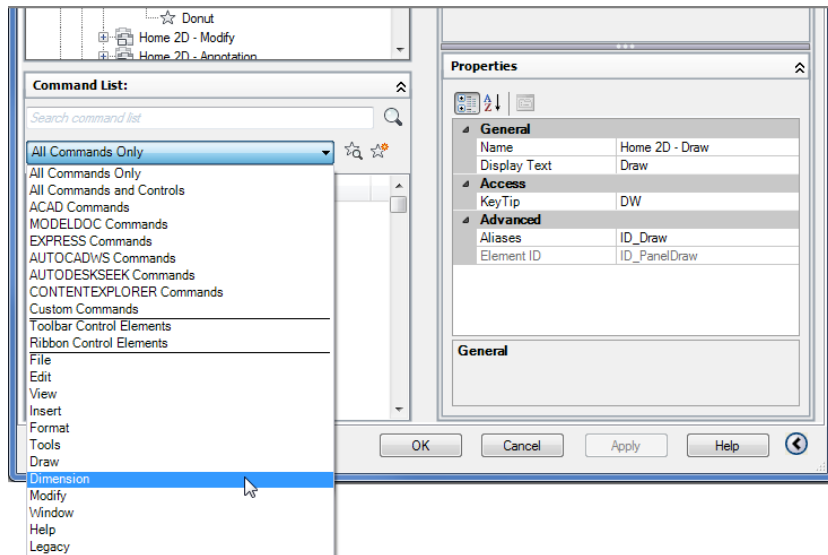 Donut
Home 2D - Modify
Home 2D - Annotation
Command List:
Search command list
All Commands Only
All Commands Only
All Commands and Controls
ACAD Commands
MODELDOC Commands
EXPRESS Commands
AUTOCADWS Commands
AUTODESKSEEK Commands
CONTENTEXPLORER Commands
Custom Commands
Toolbar Control Elements
Ribbon Control Elements
File
Edit
View
Insert
Format
Tools
Draw
Dimension
Modify
Window
Help
Legacy
Properties
General
Name Home 2D - Draw
Display Text Draw
Access
KeyTip DW
Advanced
Aliases ID_Draw
Element ID ID_PanelDraw
General
OK Cancel Apply Help